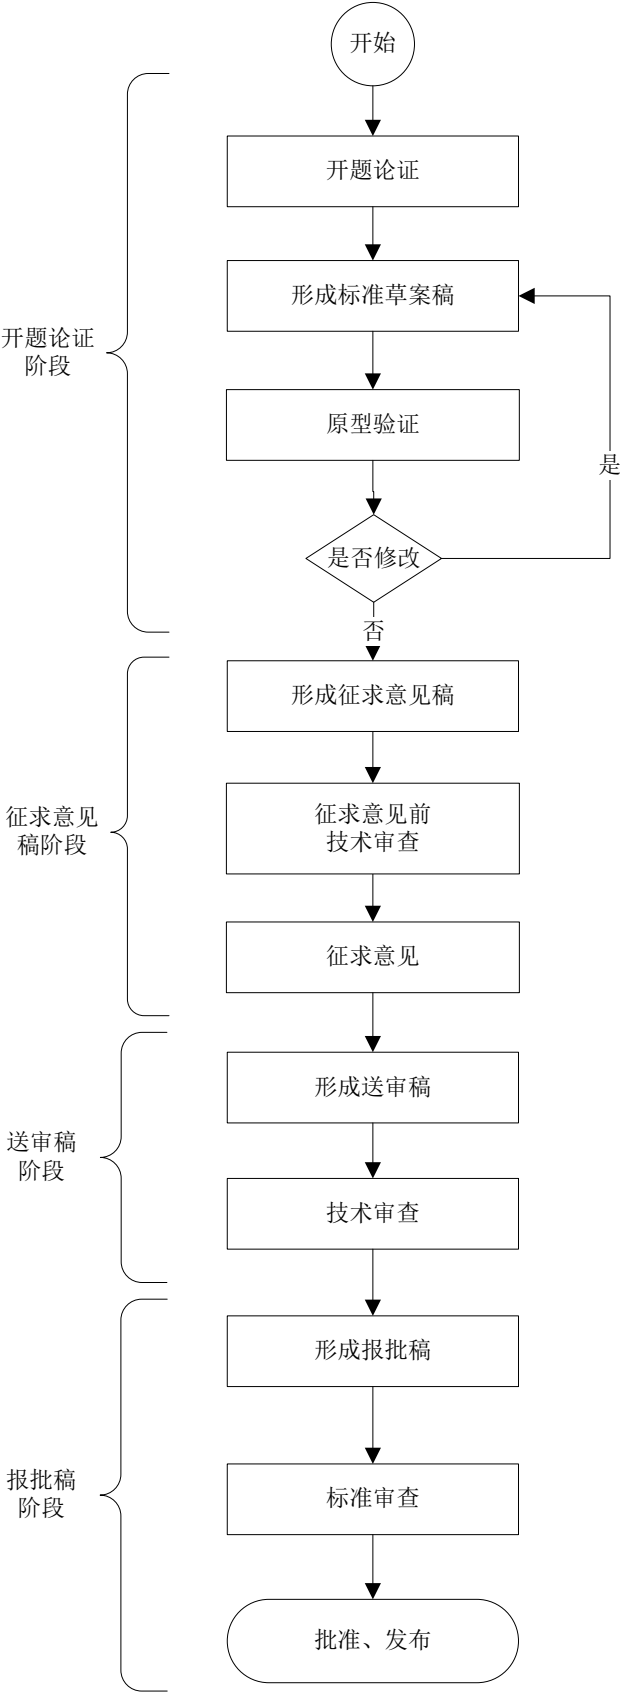 开始
开题论证
形成标准草案稿
开题论证
阶段
原型验证
是
是否修改
否
形成征求意见稿
征求意见前
技术审查
征求意见
稿阶段
征求意见
形成送审稿
送审稿
阶段
技术审查
形成报批稿
报批稿
阶段
标准审查
批准、发布